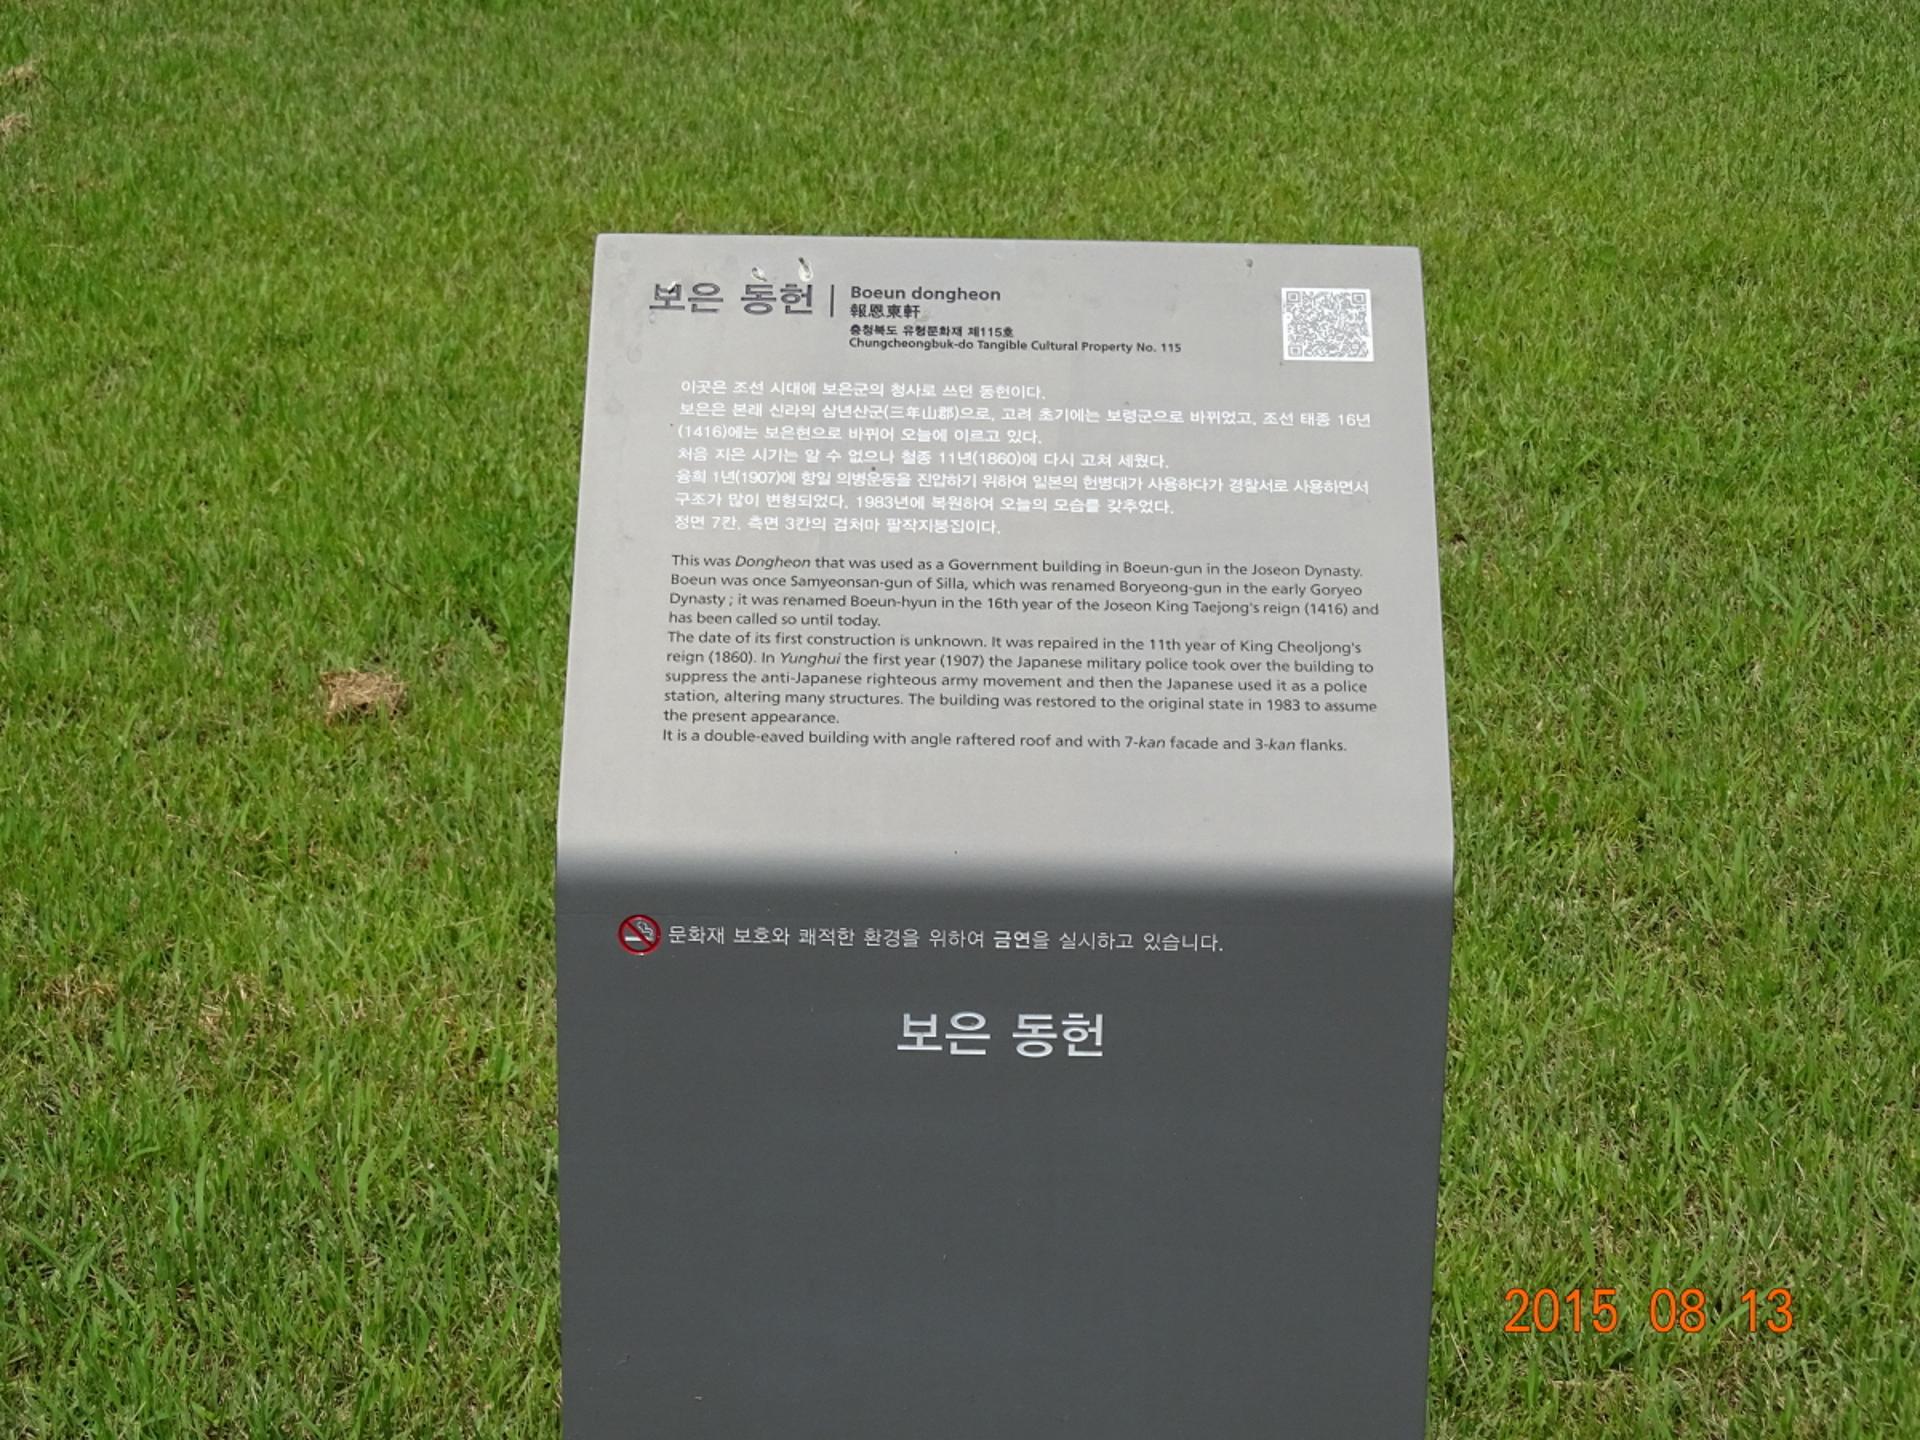 보은 동헌
Boeun dongheon
報恩東軒
충청북도 유형문화재 제115호
Chungcheongbuk-do Tangible Cultural Property No. 115
이곳은 조선 시대에 보은군의 청사로 쓰던 동헌이다.
보은은 본래 신라의 삼년산군(三年山郡)으로, 고려 초기에는 보령군으로 바뀌었고, 조선 태종 16년
(1416)에는 보은현으로 바뀌어 오늘에 이르고 있다.
처음 지은 시기는 알 수 없으나 철종 11년(1860)에 다시 고쳐 세웠다.
융희 1년(1907)에 항일 의병운동을 진압하기 위하여 일본의 헌병대가 사용하다가 경찰서로 사용하면서
구조가 많이 변형되었다. 1983년에 복원하여 오늘의 모습을 갖추었다.
정면 7칸, 측면 3칸의 겹처마 팔작지붕집이다.
This was Dongheon that was used as a Government building in Boeun-gun in the Joseon Dynasty.
Boeun was once Samyeonsan-gun of Silla, which was renamed Boryeong-gun in the early Goryeo
Dynasty ; it was renamed Boeun-hyun in the 16th year of the Joseon King Taejong's reign (1416) and
has been called so until today.
The date of its first construction is unknown. It was repaired in the 11th year of King Cheoljong's
reign (1860). In Yunghui the first year (1907) the Japanese military police took over the building to
suppress the anti-Japanese righteous army movement and then the Japanese used it as a police
station, altering many structures. The building was restored to the original state in 1983 to assume
the present appearance.
It is a double-eaved building with angle raftered roof and with 7-kan facade and 3-kan flanks.
문화재 보호와 쾌적한 환경을 위하여 금연을 실시하고 있습니다.
보은 동헌
2015 08 13